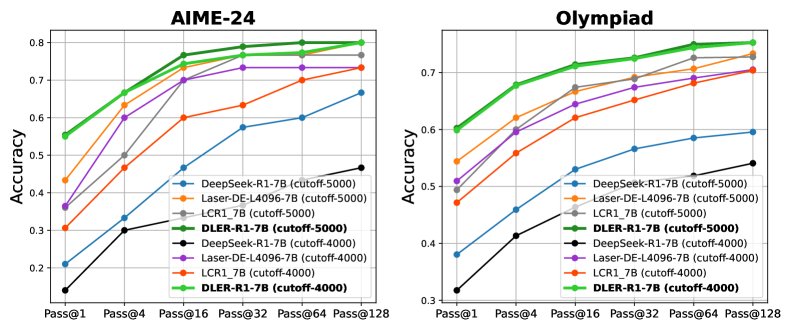 AIME-24
Accuracy
0.8
0.7
0.6
0.5
0.4
0.3
0.2
DeepSeek-R1-7B (cutoff-5000)
Laser-DE-L4096-7B (cutoff-5000)
LCR1_7B (cutoff-5000)
DLER-R1-7B (cutoff-5000)
DeepSeek-R1-7B (cutoff-4000)
Laser-DE-L4096-7B (cutoff-4000)
LCR1_7B (cutoff-4000)
DLER-R1-7B (cutoff-4000)
Pass@1 Pass@4 Pass@16 Pass@32 Pass@64 Pass@128
Olympiad
Accuracy
0.7
0.6
0.5
0.4
0.3
DeepSeek-R1-7B (cutoff-5000)
Laser-DE-L4096-7B (cutoff-5000)
LCR1_7B (cutoff-5000)
DLER-R1-7B (cutoff-5000)
DeepSeek-R1-7B (cutoff-4000)
Laser-DE-L4096-7B (cutoff-4000)
LCR1_7B (cutoff-4000)
DLER-R1-7B (cutoff-4000)
Pass@1 Pass@4 Pass@16 Pass@32 Pass@64 Pass@128